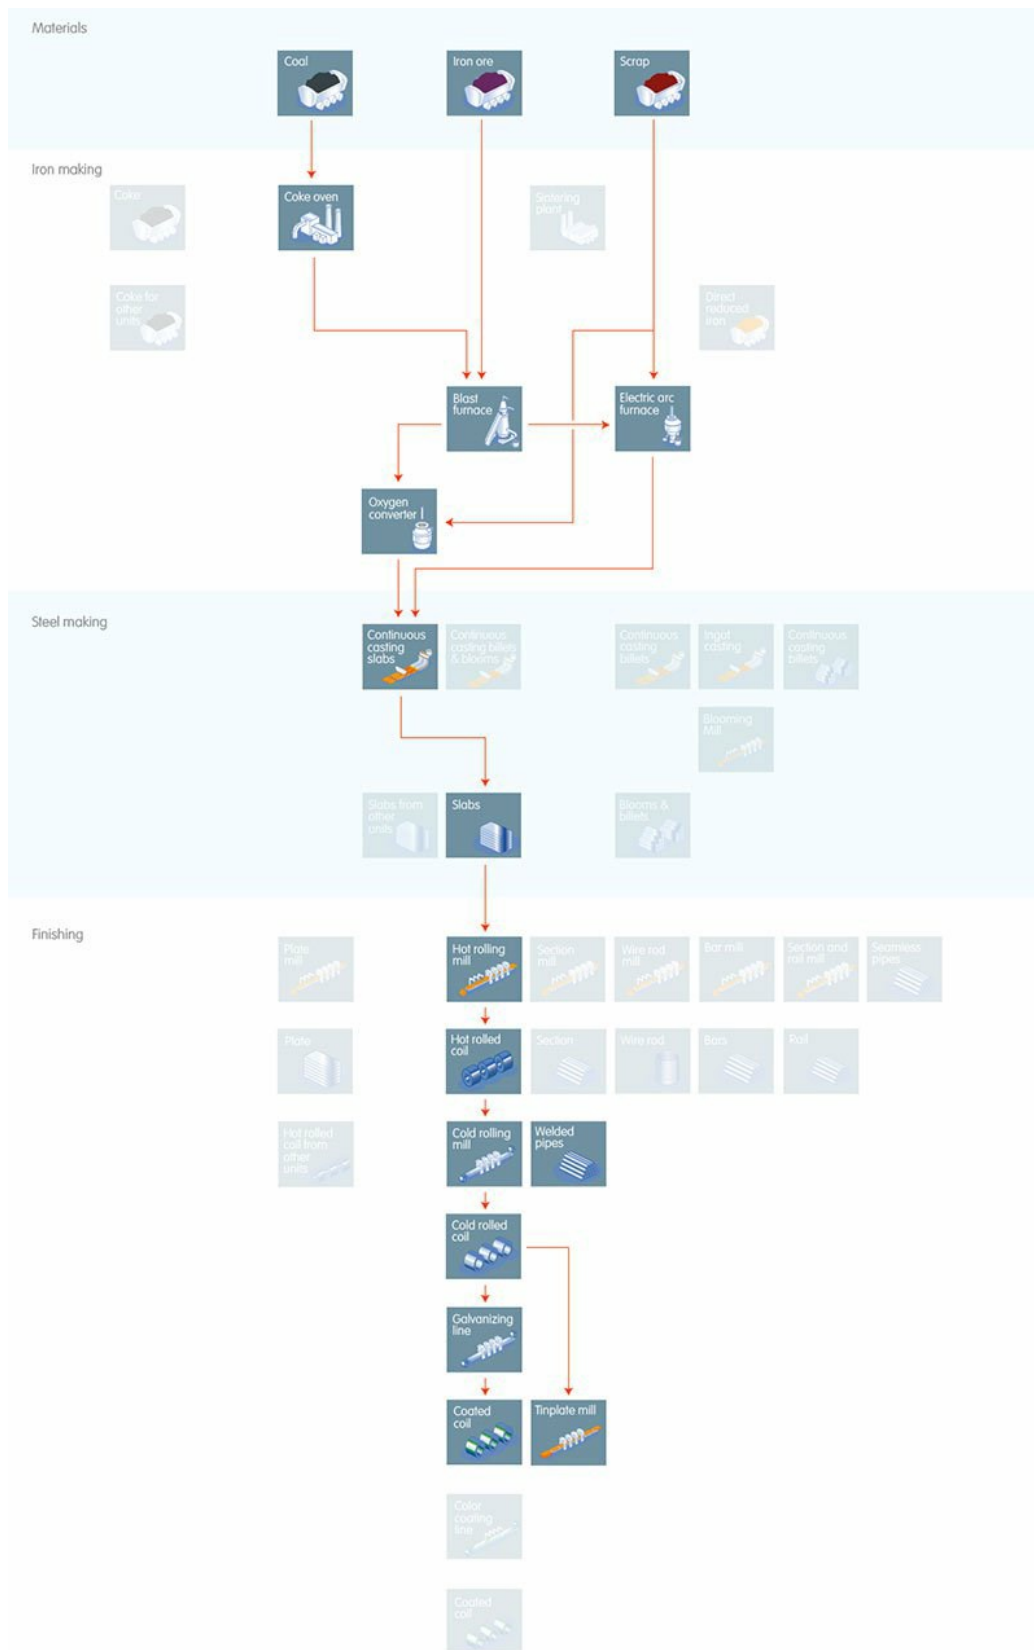 Materials
Coal
Iron ore
Scrap
Iron making
Coke
Coke oven
Sintering
plant
Coke for
other
units
Direct
reduced
iron
Blast
furnace
Electric arc
furnace
Oxygen
converter
Steel making
Continuous
casting
slabs
Continuous
casting billets
& blooms
Continuous
casting
billets
Ingut
casting
Continuous
casting
billets
Blooming
Mill
Slabs from
other
units
Slabs
Blooms &
billets
Finishing
Plate
mill
Hot rolling
mill
Section
mill
Wire rod
mill
Bar mill
Section and
roll mill
Seamless
pipes
Plate
Hot rolled
coil
Section
Wire rod
Bars
Rail
Hot rolled
coil from
other
units
Cold rolling
mill
Welded
pipes
Cold rolled
coil
Galvanizing
line
Coated
coil
Tinplate mill
Color
coating
line
Coated
coil